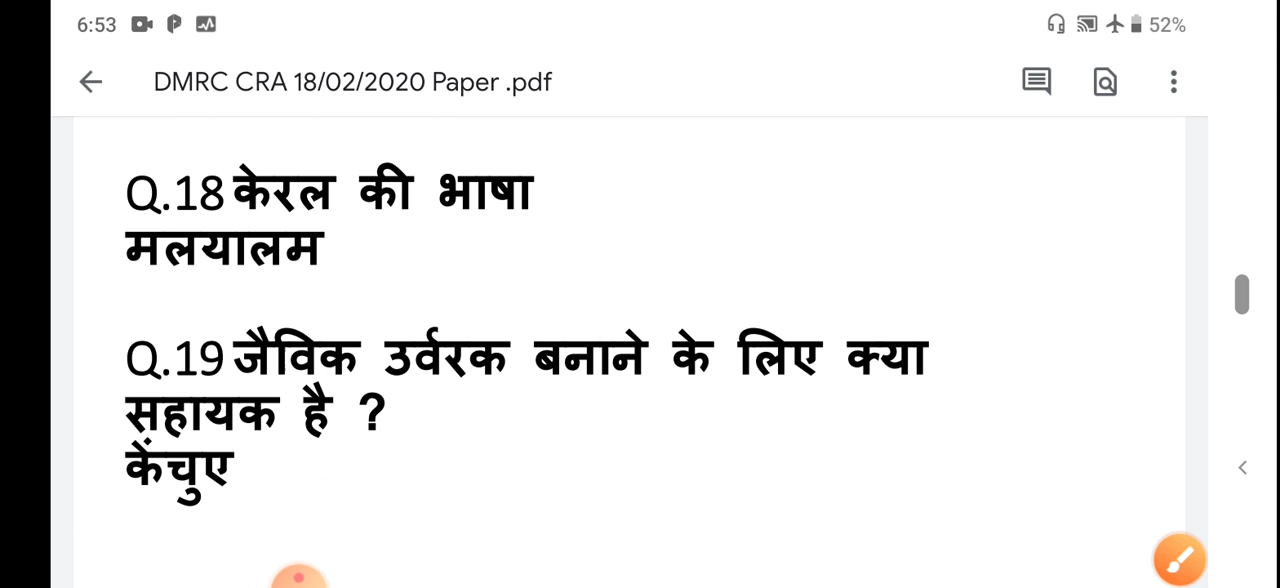 6:53 52%
DMRC CRA 18/02/2020 Paper .pdf
Q.18 केरल की भाषा
मलयालम
Q.19 जैविक उर्वरक बनाने के लिए क्या
सहायक है ?
केंचुए